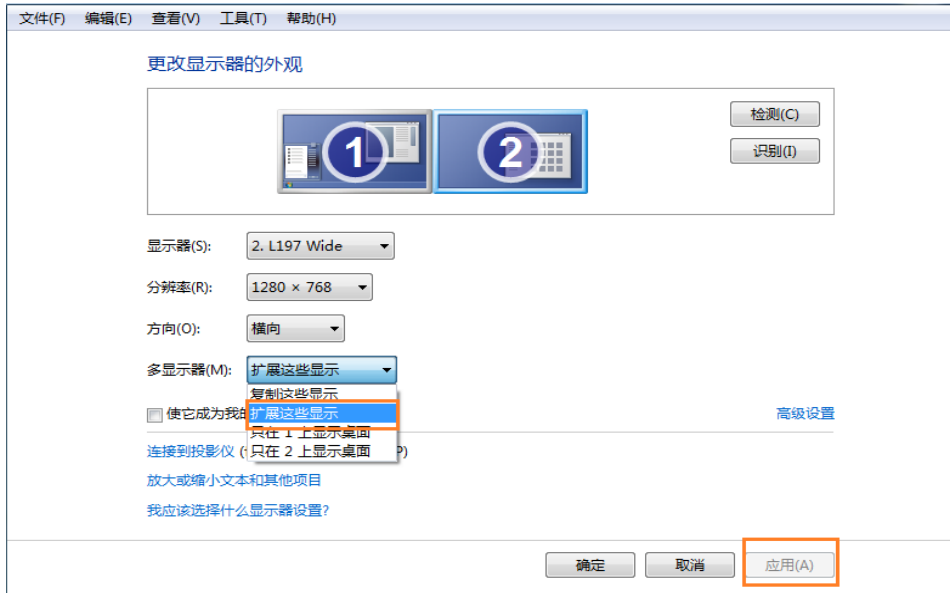 文件(F) 编辑(E) 查看(V) 工具(T) 帮助(H)
更改显示器的外观
1 2
检测(C)
识别(I)
显示器(S): 2. L197 Wide
分辨率(R): 1280 × 768
方向(O): 横向
多显示器(M): 扩展这些显示
复制这些显示
使它成为我的 扩展这些显示 高级设置
只在 1 上显示桌面
连接到投影仪 ( 只在 2 上显示桌面 P)
放大或缩小文本和其他项目
我应该选择什么显示器设置?
确定 取消 应用(A)